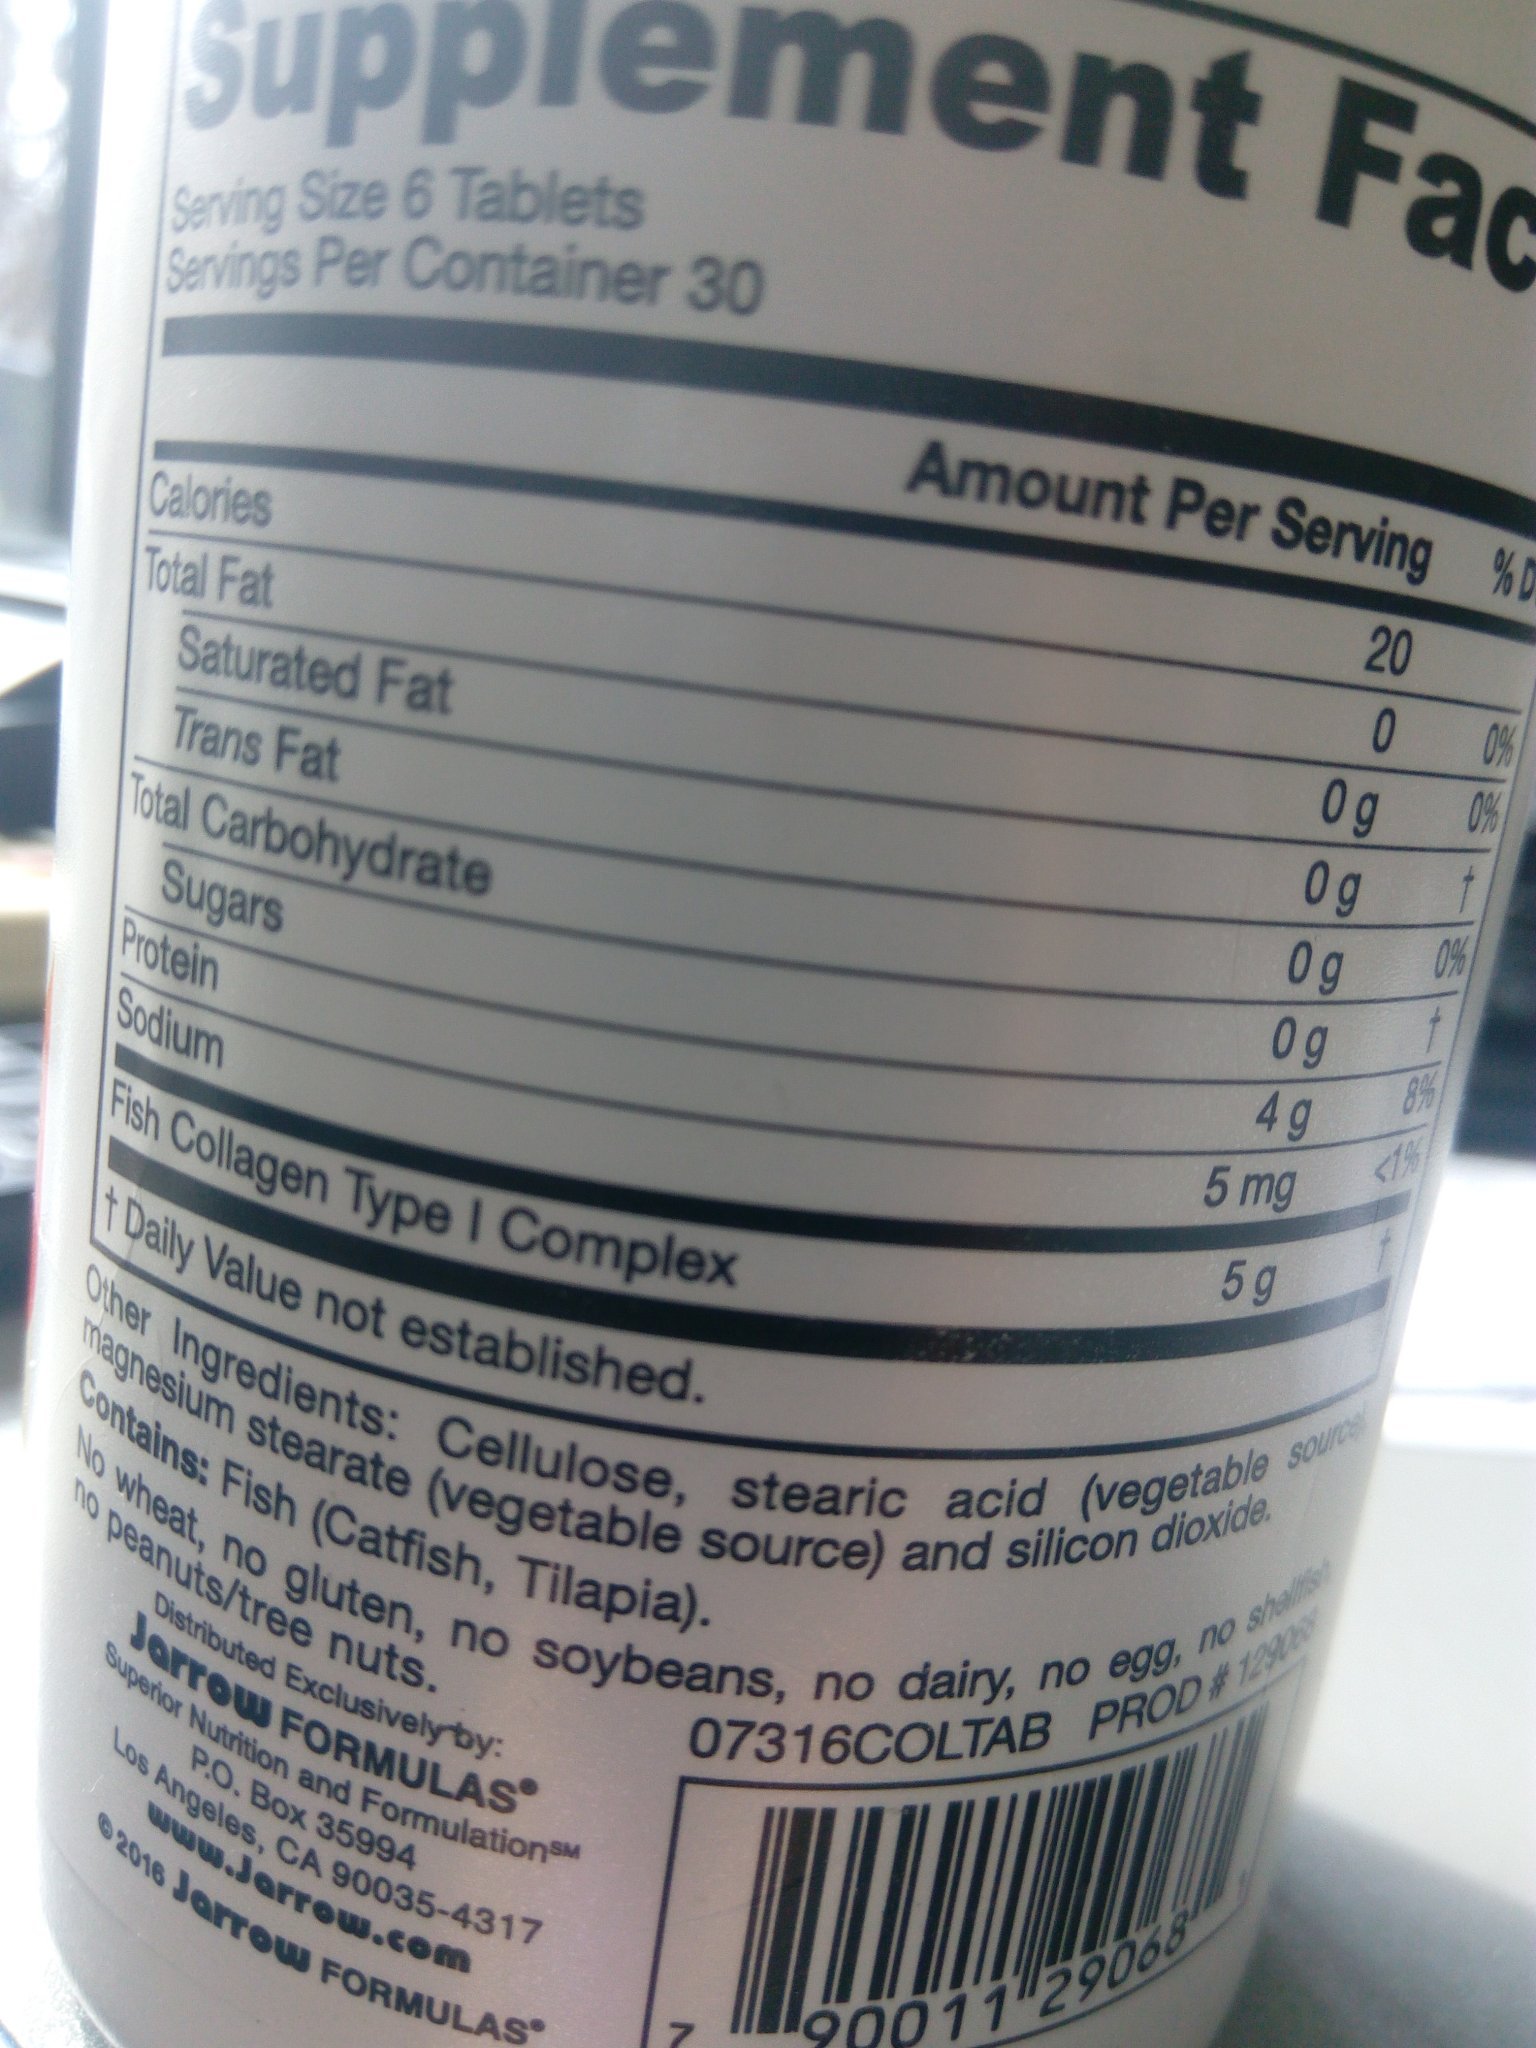 Supplement Fac
Serving Size 6 Tablets
Servings Per Container 30
Amount Per Serving % D
Calories 20
Total Fat 0 0%
Saturated Fat 0 g 0%
Trans Fat 0 g †
Total Carbohydrate 0 g 0%
Sugars 0 g †
Protein 4 g 8%
Sodium 5 mg <1%
Fish Collagen Type I Complex 5 g †
† Daily Value not established.
Other Ingredients: Cellulose, stearic acid (vegetable source)
magnesium stearate (vegetable source) and silicon dioxide.
Contains: Fish (Catfish, Tilapia).
No wheat, no gluten, no soybeans, no dairy, no egg, no shellfish
no peanuts/tree nuts.
07316COLTAB PROD # 129068
Distributed Exclusively by:
Jarrow FORMULAS®
Superior Nutrition and Formulation℠
P.O. Box 35994
Los Angeles, CA 90035-4317
www.Jarrow.com
© 2016 Jarrow FORMULAS®
7 90011 29068